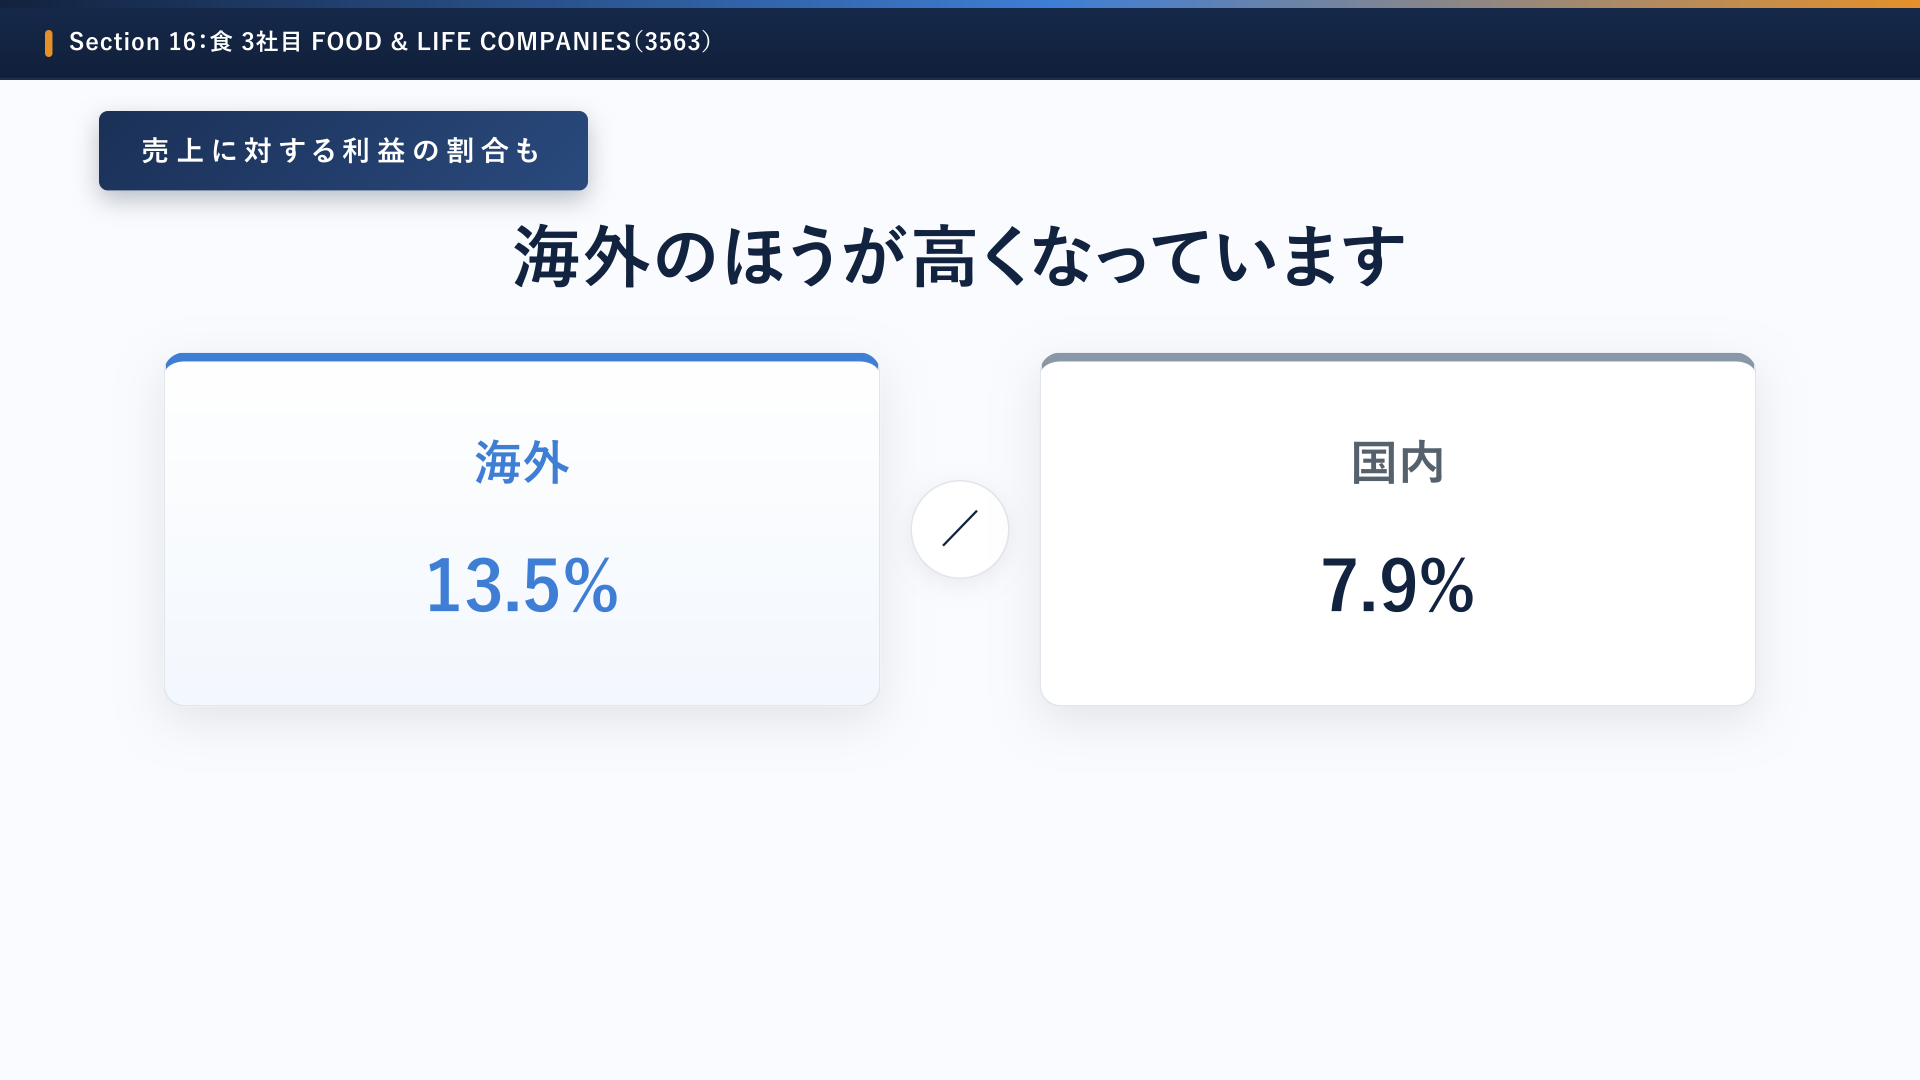 Section 16：食 3社目 FOOD & LIFE COMPANIES（3563）
売上に対する利益の割合も
海外のほうが高くなっています
海外
13.5%
／
国内
7.9%